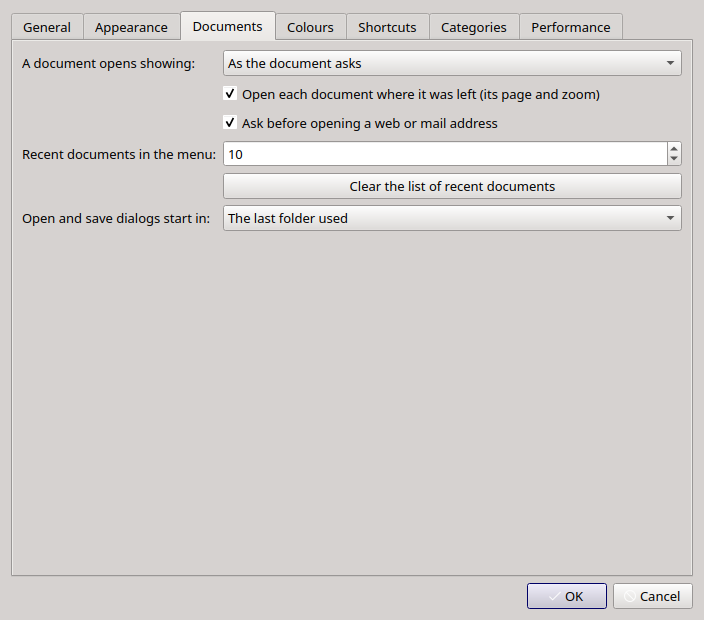 General Appearance Documents Colours Shortcuts Categories Performance
A document opens showing: As the document asks
Open each document where it was left (its page and zoom)
Ask before opening a web or mail address
Recent documents in the menu: 10
Clear the list of recent documents
Open and save dialogs start in: The last folder used
OK Cancel